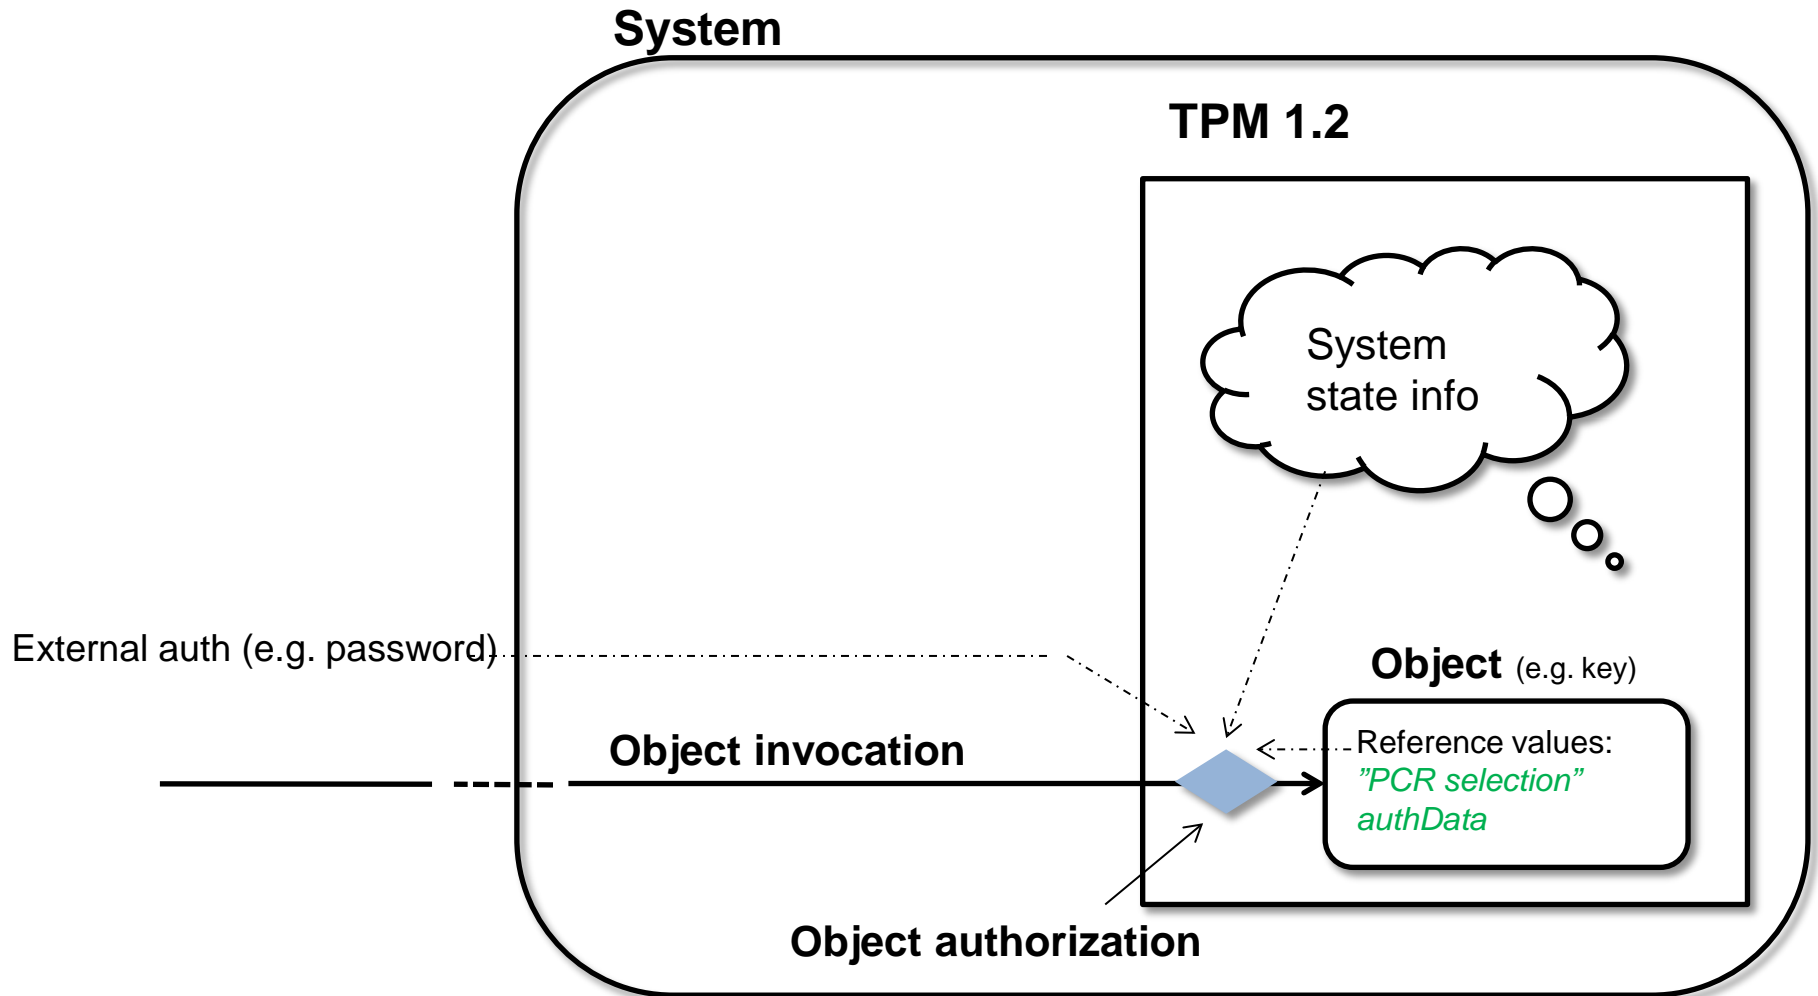 System
TPM 1.2
System
state info
External auth (e.g. password)
Object (e.g. key)
Object invocation
Reference values:
”PCR selection”
authData
Object authorization